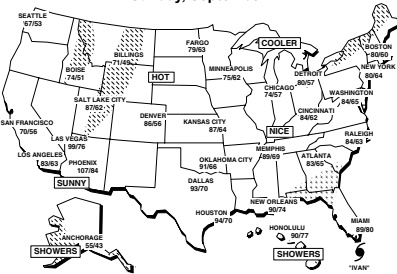 SEATTLE
67/53
FARGO
79/63
COOLER
BOSTON
80/60
BILLINGS
71/49
MINNEAPOLIS
75/62
DETROIT
80/57
NEW YORK
80/64
BOISE
74/51
HOT
CHICAGO
74/57
SALT LAKE CITY
87/62
WASHINGTON
84/65
DENVER
86/56
KANSAS CITY
87/64
CINCINNATI
84/62
SAN FRANCISCO
70/56
NICE
LAS VEGAS
99/76
RALEIGH
84/63
LOS ANGELES
83/63
PHOENIX
107/84
OKLAHOMA CITY
91/66
MEMPHIS
89/69
ATLANTA
83/65
SUNNY
DALLAS
93/70
HOUSTON
94/70
NEW ORLEANS
90/74
MIAMI
89/80
ANCHORAGE
55/43
SHOWERS
HONOLULU
90/77
SHOWERS
"IVAN"